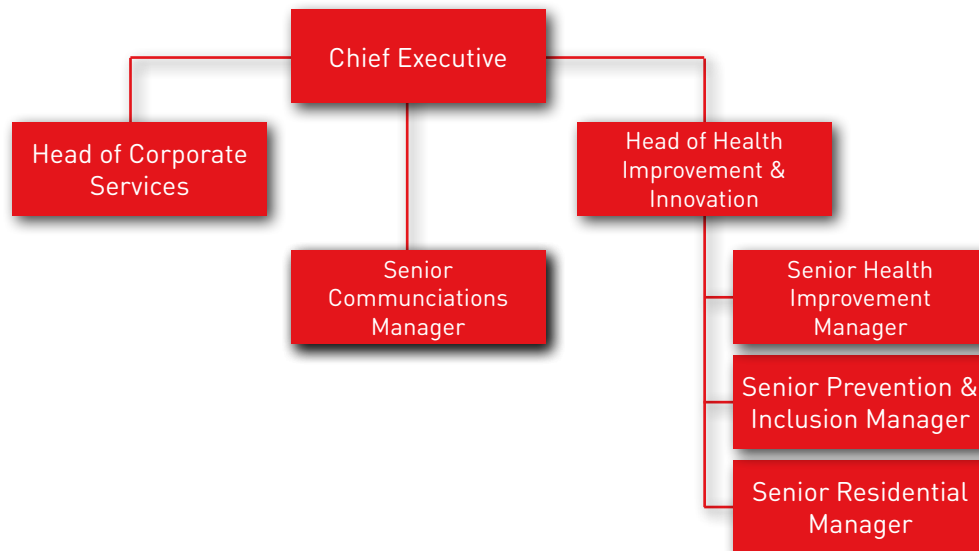 Chief Executive
Head of Corporate
Services
Head of Health
Improvement &
Innovation
Senior
Communciations
Manager
Senior Health
Improvement
Manager
Senior Prevention &
Inclusion Manager
Senior Residential
Manager